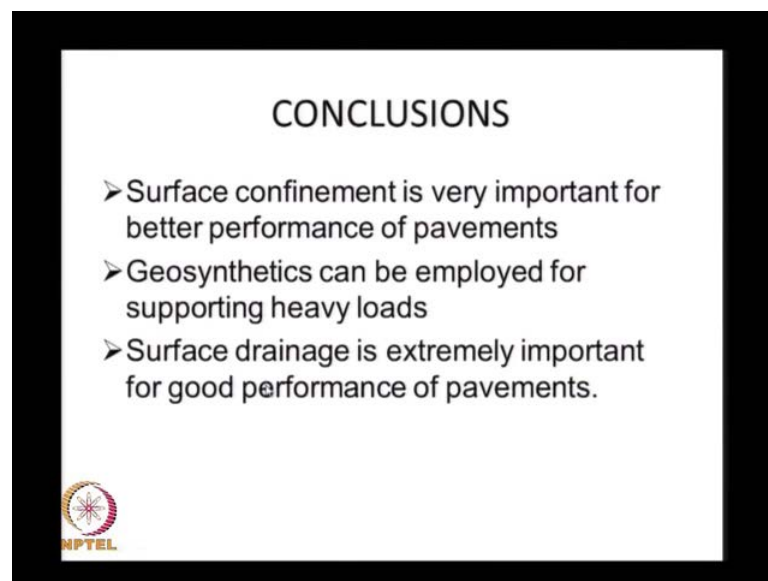 CONCLUSIONS
➢Surface confinement is very important for
better performance of pavements
➢Geosynthetics can be employed for
supporting heavy loads
➢Surface drainage is extremely important
for good performance of pavements.
NPTEL